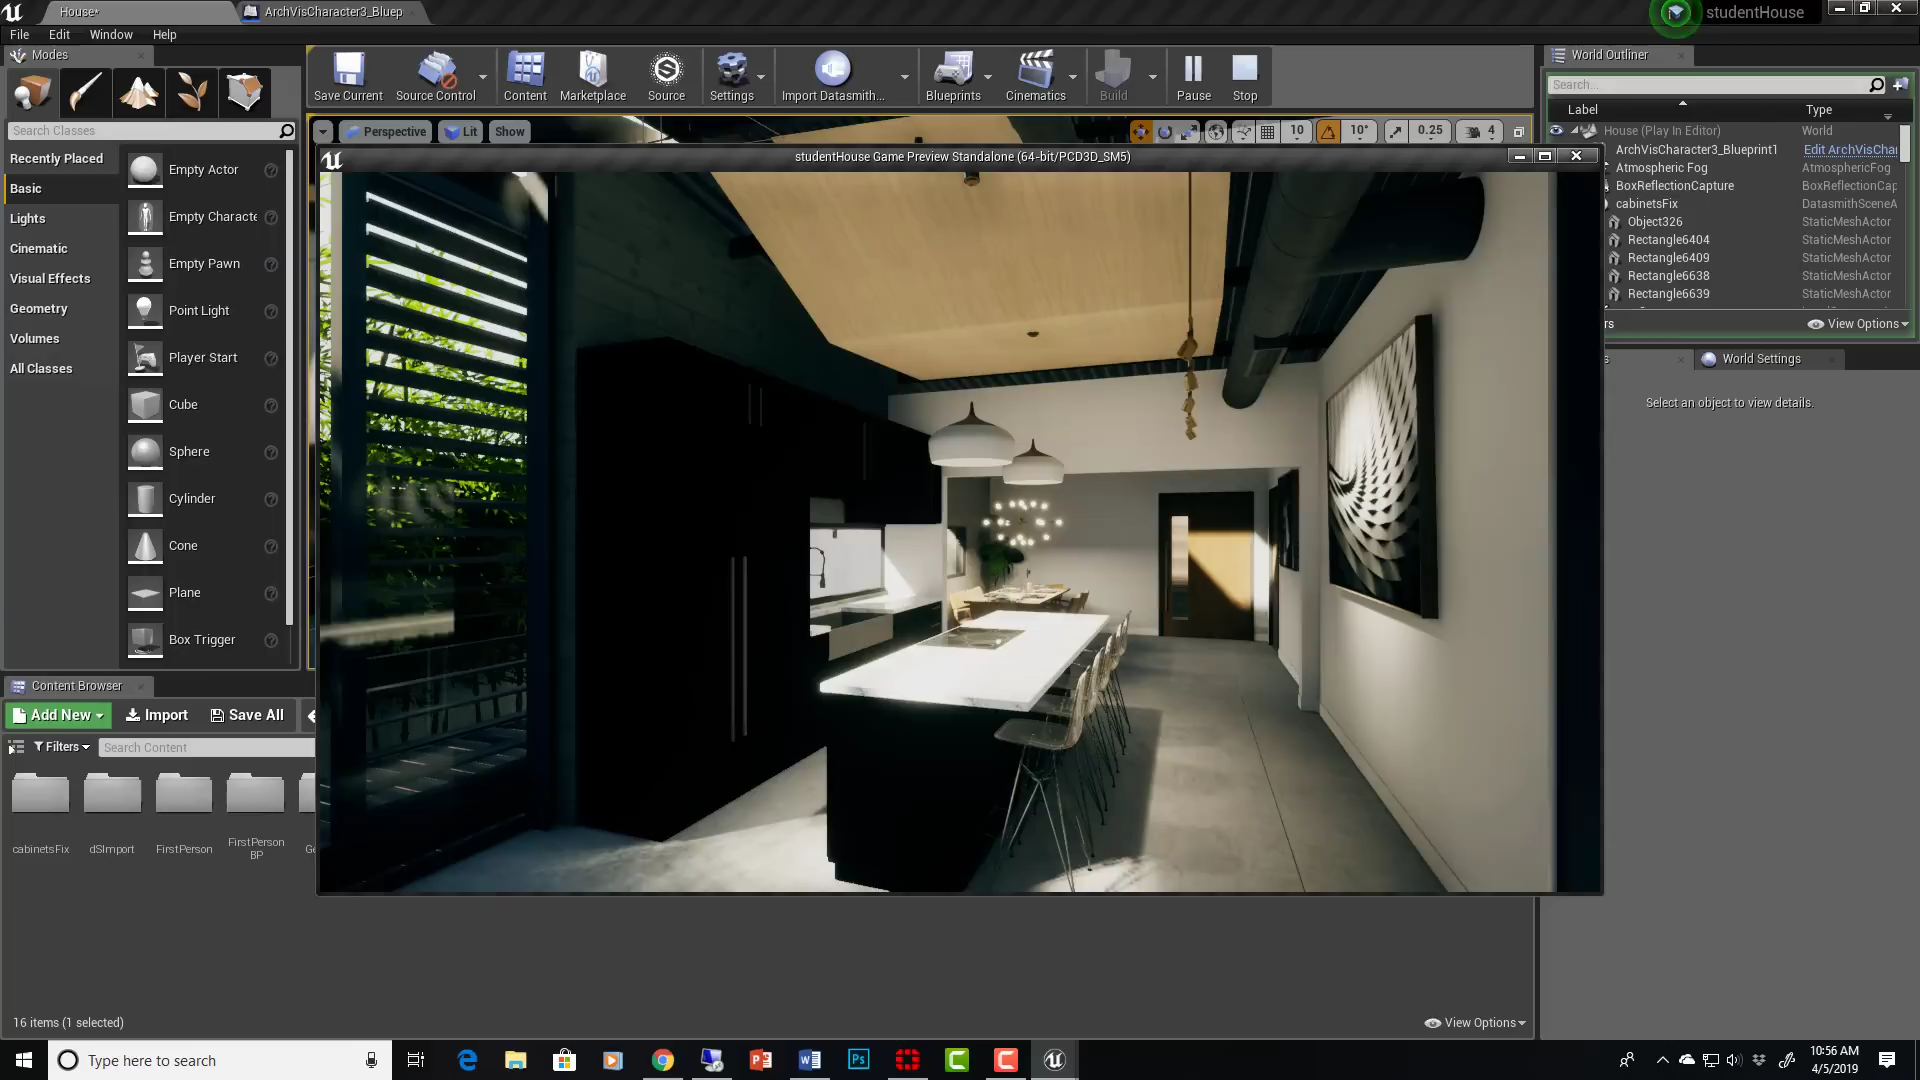 House*
ArchVisCharacter3_Bluep
studentHouse
File Edit Window Help
Modes
Save Current
Source Control
Content
Marketplace
Source
Settings
Import Datasmith...
Blueprints
Cinematics
Build
Pause
Stop
World Outliner
Search...
Label Type
House (Play In Editor) World
ArchVisCharacter3_Blueprint1 Edit ArchVisCha
Atmospheric Fog AtmosphericFog
BoxReflectionCapture BoxReflectionCap
cabinetsFix DatasmithSceneA
Object326 StaticMeshActor
Rectangle6404 StaticMeshActor
Rectangle6409 StaticMeshActor
Rectangle6638 StaticMeshActor
Rectangle6639 StaticMeshActor
rs View Options
s World Settings
Select an object to view details.
Search Classes
Recently Placed
Basic
Lights
Cinematic
Visual Effects
Geometry
Volumes
All Classes
Empty Actor
Empty Characte
Empty Pawn
Point Light
Player Start
Cube
Sphere
Cylinder
Cone
Plane
Box Trigger
Perspective Lit Show
10 10° 0.25 4
studentHouse Game Preview Standalone (64-bit/PCD3D_SM5)
Content Browser
Add New Import Save All
Filters Search Content
cabinetsFix
dSImport
FirstPerson
FirstPerson
BP
Ge
16 items (1 selected)
View Options
Type here to search
10:56 AM
4/5/2019